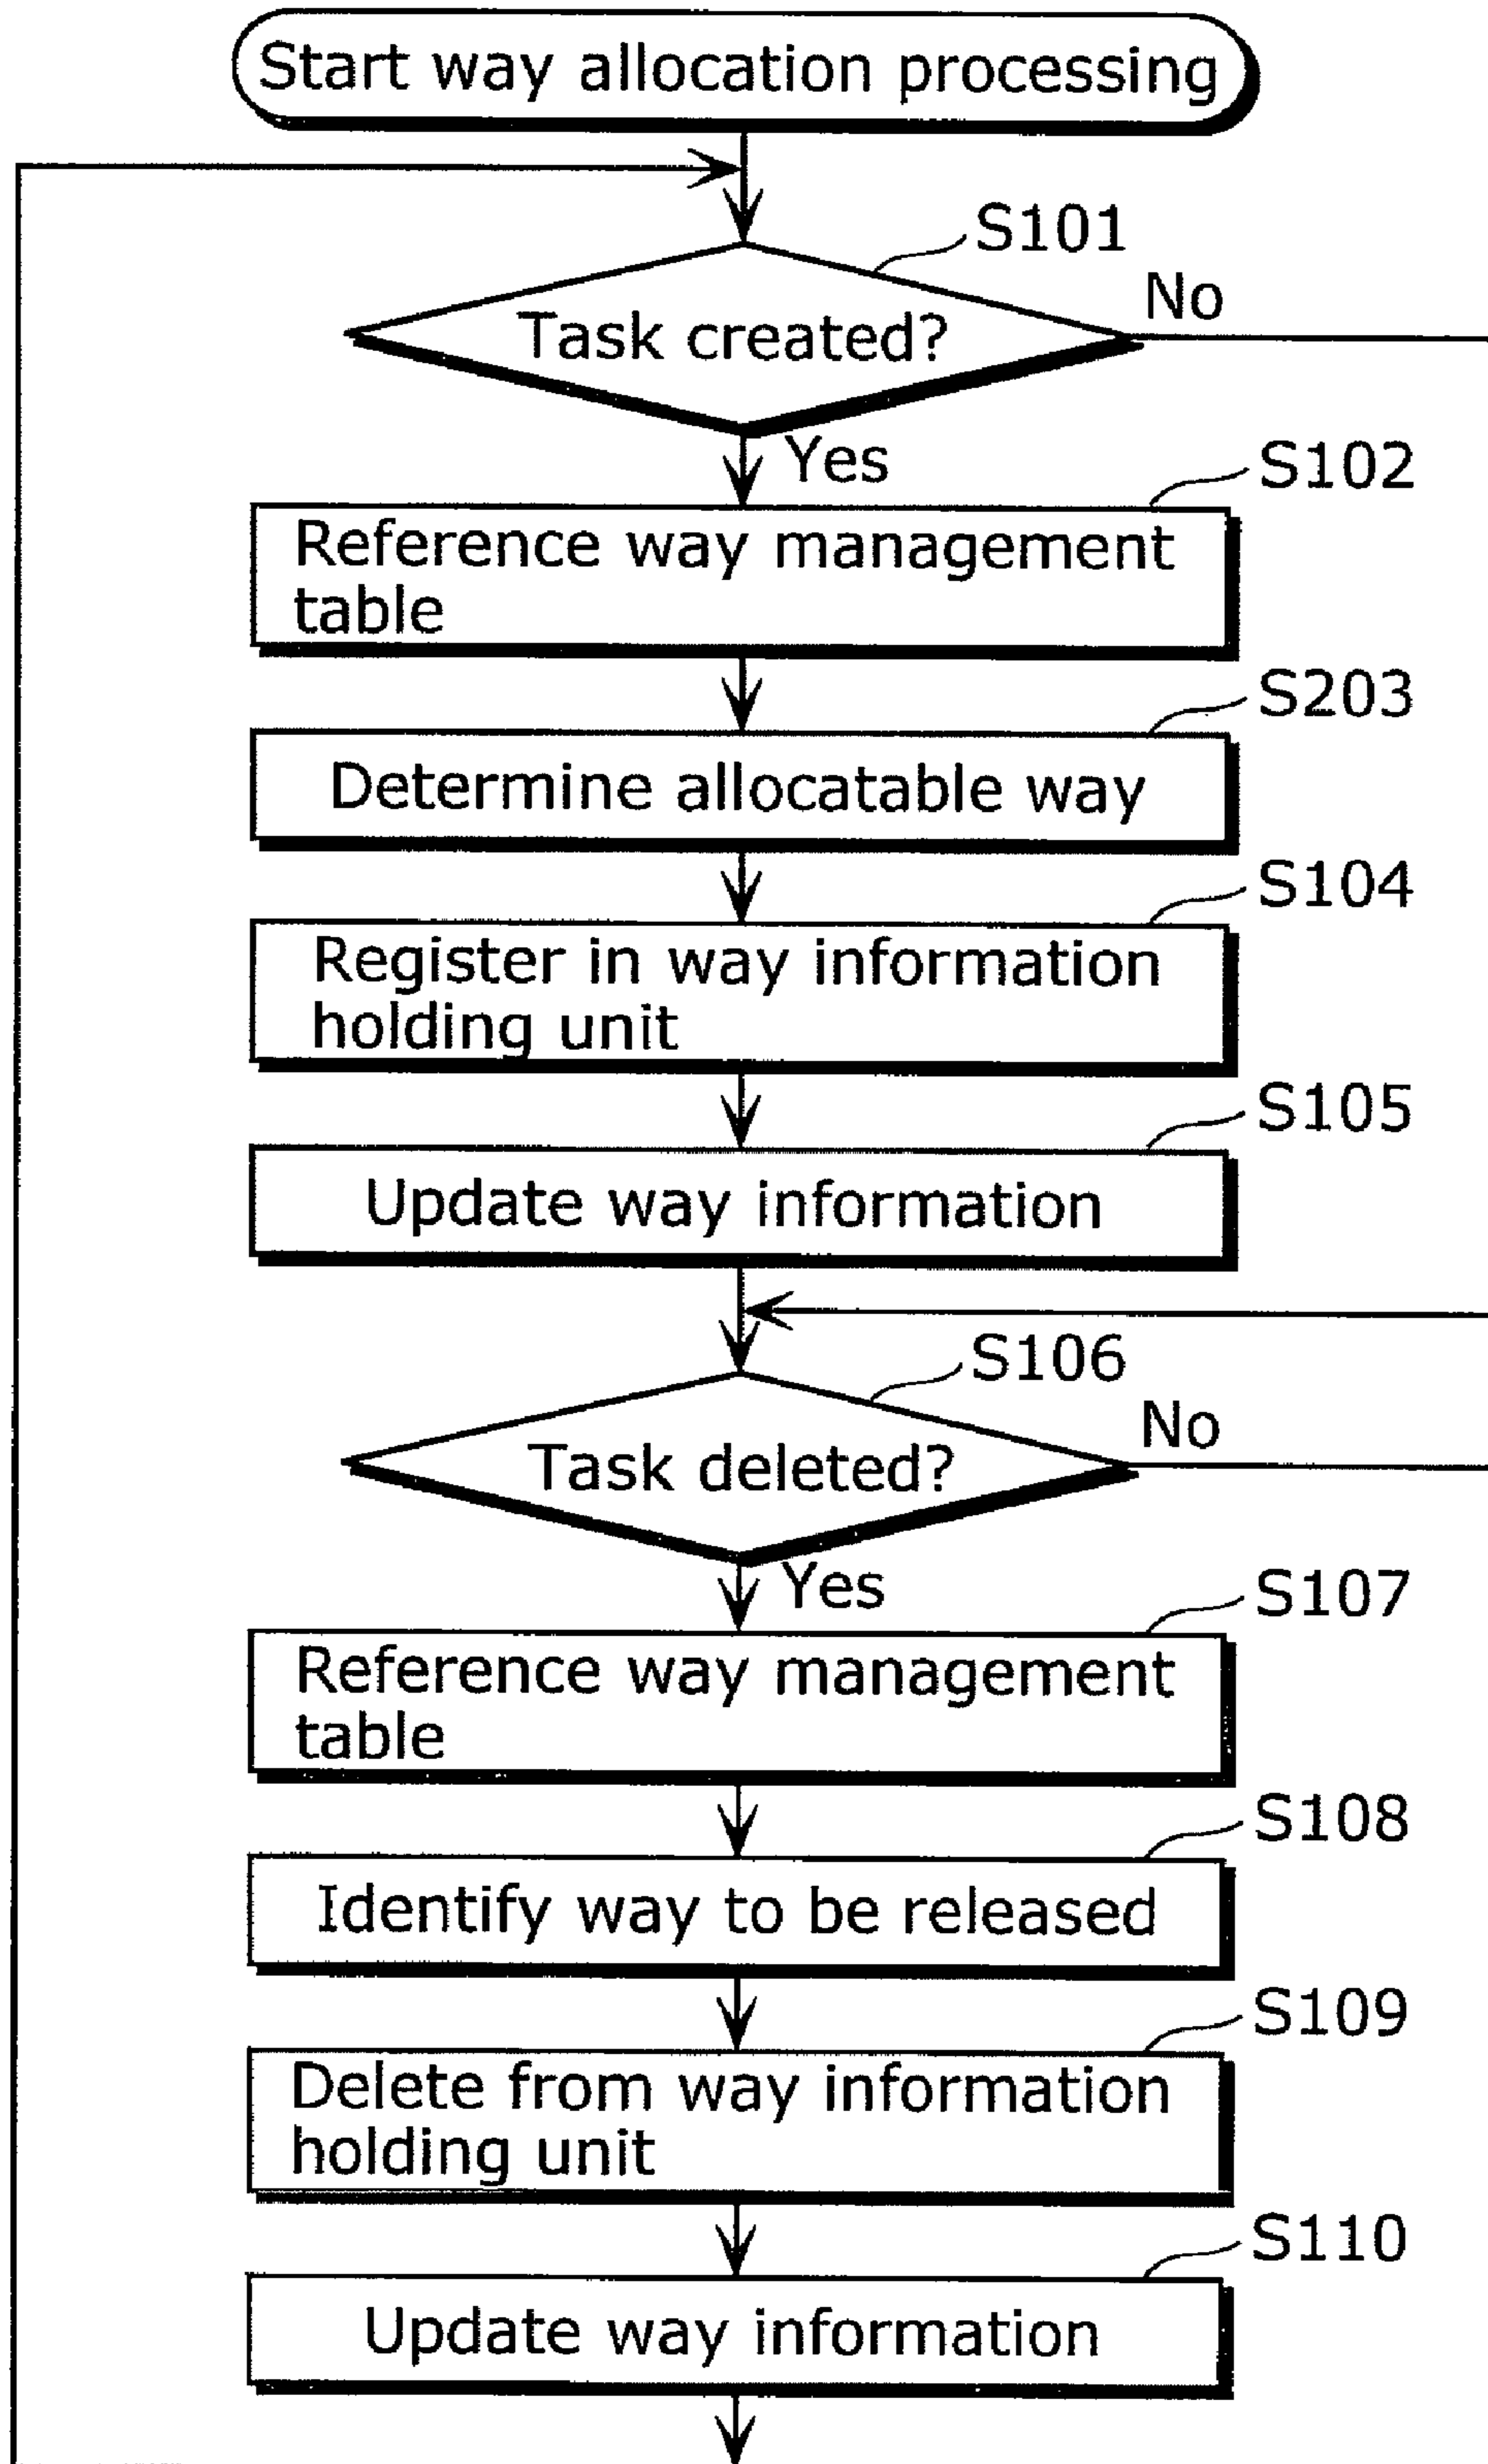 Start way allocation processing
S101
Task created?
No
Yes
S102
Reference way management
table
S203
Determine allocatable way
S104
Register in way information
holding unit
S105
Update way information
S106
Task deleted?
No
Yes
S107
Reference way management
table
S108
Identify way to be released
S109
Delete from way information
holding unit
S110
Update way information